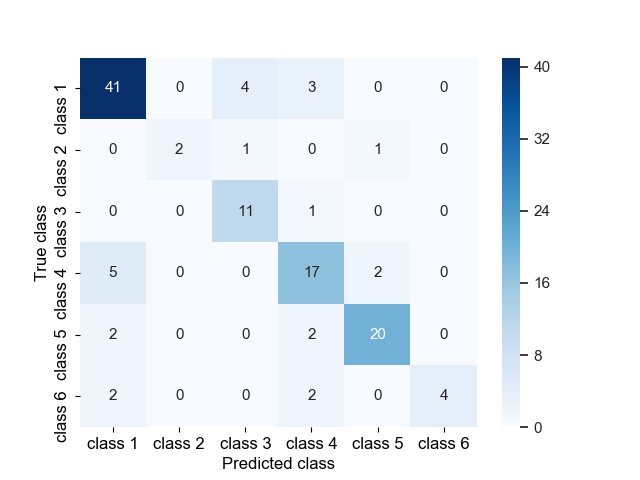 True class
class 1
41 0 4 3 0 0
class 2
0 2 1 0 1 0
class 3
0 0 11 1 0 0
class 4
5 0 0 17 2 0
class 5
2 0 0 2 20 0
class 6
2 0 0 2 0 4
class 1 class 2 class 3 class 4 class 5 class 6
Predicted class
40
32
24
16
8
0